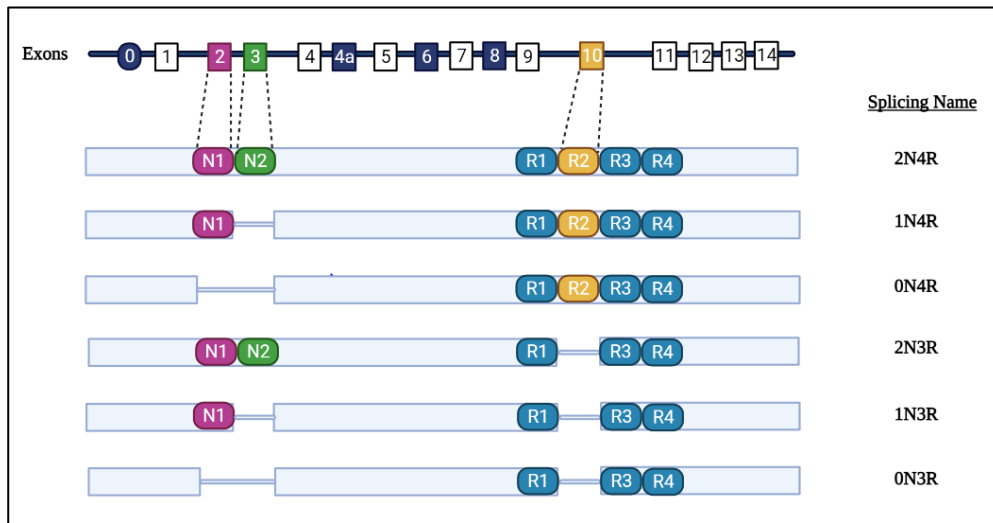 Exons 0 1 2 3 4 4a 5 6 7 8 9 10 11 12 13 14
Splicing Name
N1 N2 R1 R2 R3 R4 2N4R
N1 R1 R2 R3 R4 1N4R
R1 R2 R3 R4 0N4R
N1 N2 R1 R3 R4 2N3R
N1 R1 R3 R4 1N3R
R1 R3 R4 0N3R